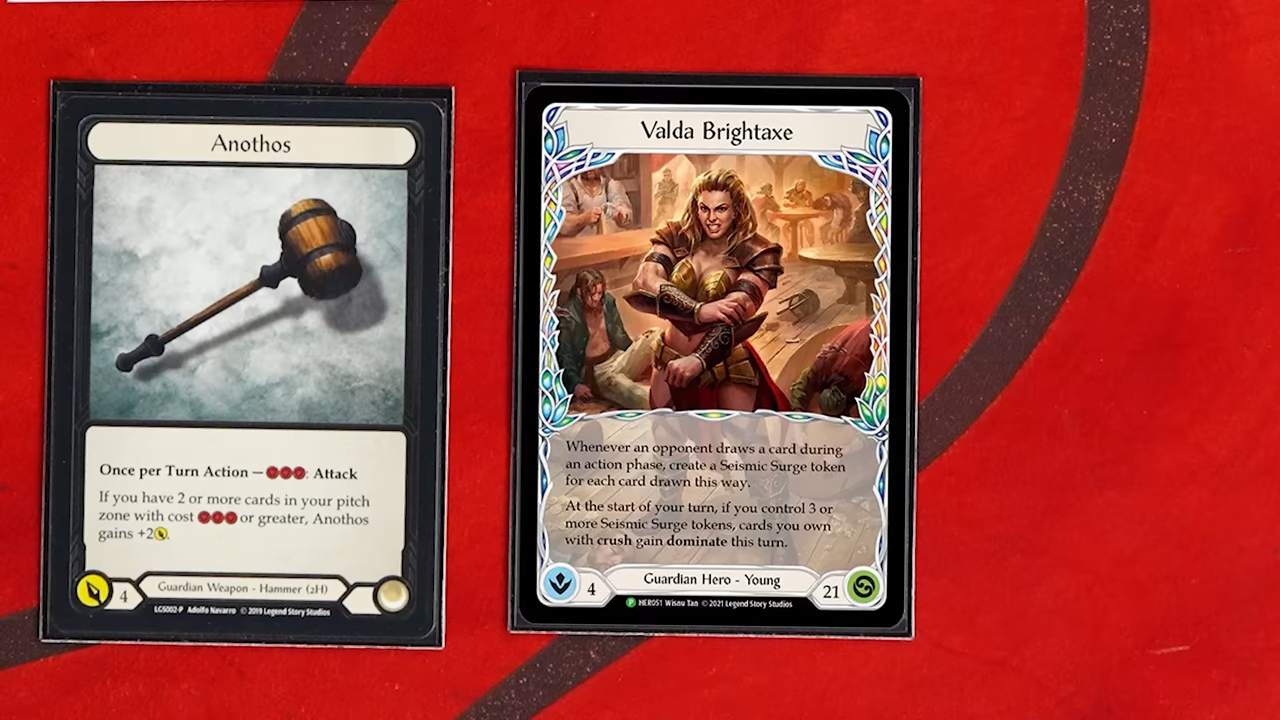 Anothos
Once per Turn Action — : Attack
If you have 2 or more cards in your pitch
zone with cost or greater, Anothos
gains +2.
4
Guardian Weapon - Hammer (2H)
LGS002-P Adolfo Navarro © 2019 Legend Story Studios
Valda Brightaxe
Whenever an opponent draws a card during
an action phase, create a Seismic Surge token
for each card drawn this way.
At the start of your turn, if you control 3 or
more Seismic Surge tokens, cards you own
with crush gain dominate this turn.
4
Guardian Hero - Young
21
P HER051 Wisnu Tan © 2021 Legend Story Studios